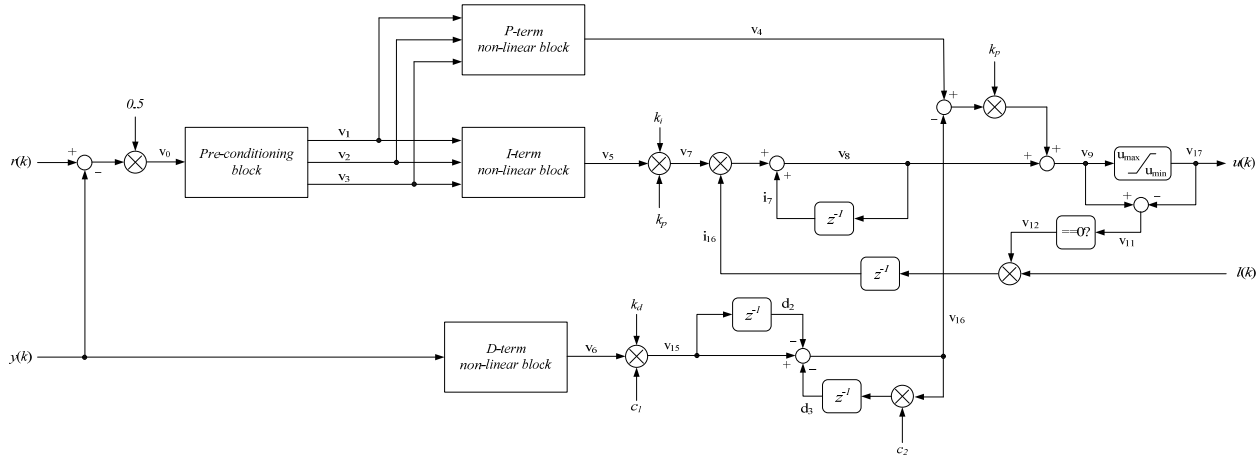 P-term
non-linear block
v4
kp
0.5
r(k)
+
−
v0
Pre-conditioning
block
v1
v2
v3
I-term
non-linear block
v5
ki
kp
v7
+
+
v8
i7
z-1
i16
z-1
+
−
+
+
v9
umax
umin
v17
u(k)
+
−
v12
==0?
v11
l(k)
y(k)
D-term
non-linear block
v6
kd
c1
v15
z-1
d2
−
+
−
d3
z-1
c2
v16